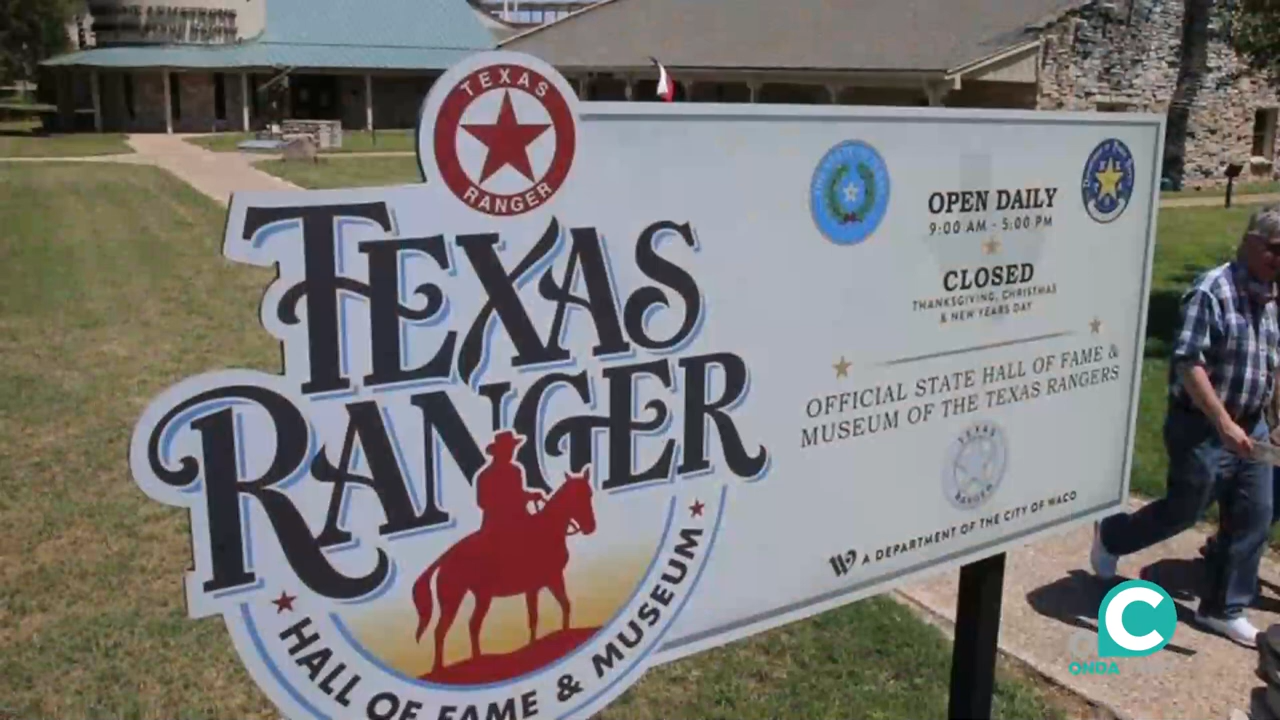 TEXAS
RANGER
TEXAS
RANGER
HALL OF FAME & MUSEUM
OPEN DAILY
9:00 AM - 5:00 PM
CLOSED
THANKSGIVING, CHRISTMAS
& NEW YEARS DAY
OFFICIAL STATE HALL OF FAME &
MUSEUM OF THE TEXAS RANGERS
TEXAS
RANGER
A DEPARTMENT OF THE CITY OF WACO
C
ONDA